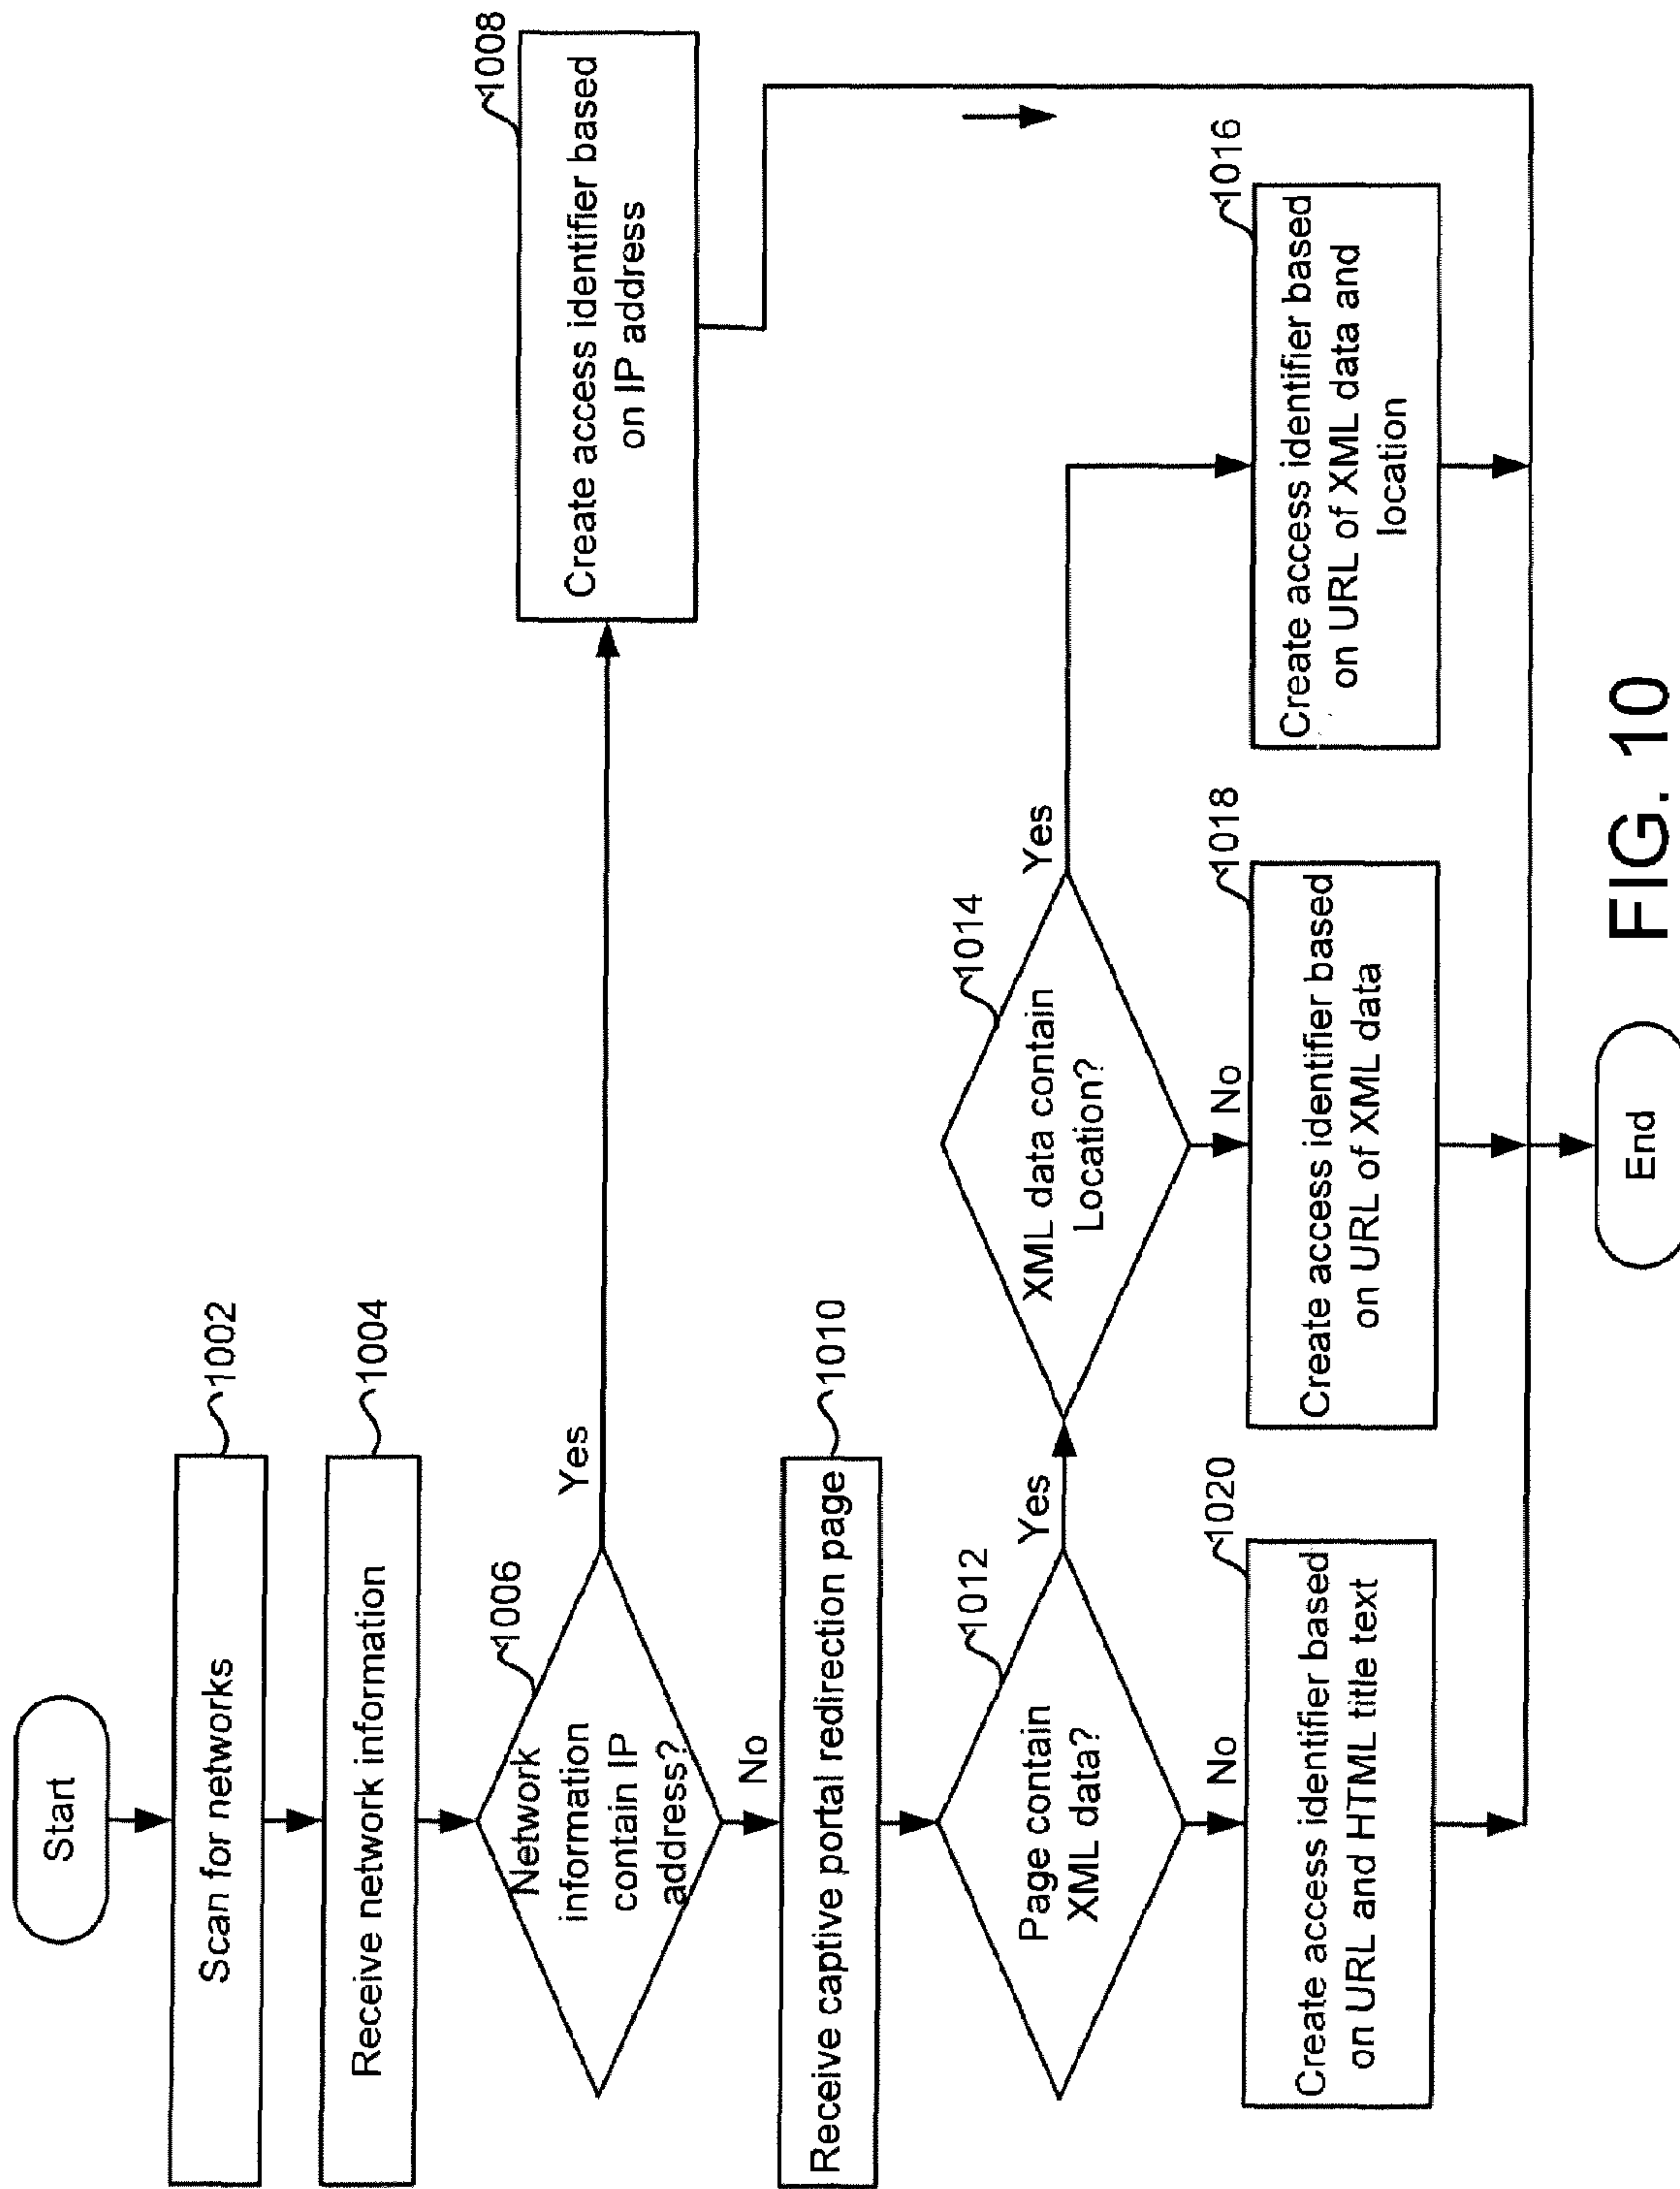 Start
Scan for networks
1002
Receive network information
1004
Network
information
contain IP
address?
1006
Yes
No
Create access identifier based
on IP address
1008
Receive captive portal redirection page
1010
Page contain
XML data?
1012
Yes
No
XML data contain
Location?
1014
Yes
No
Create access identifier based
on URL and HTML title text
1020
Create access identifier based
on URL of XML data
1018
Create access identifier based
on URL of XML data and
location
1016
End
FIG. 10